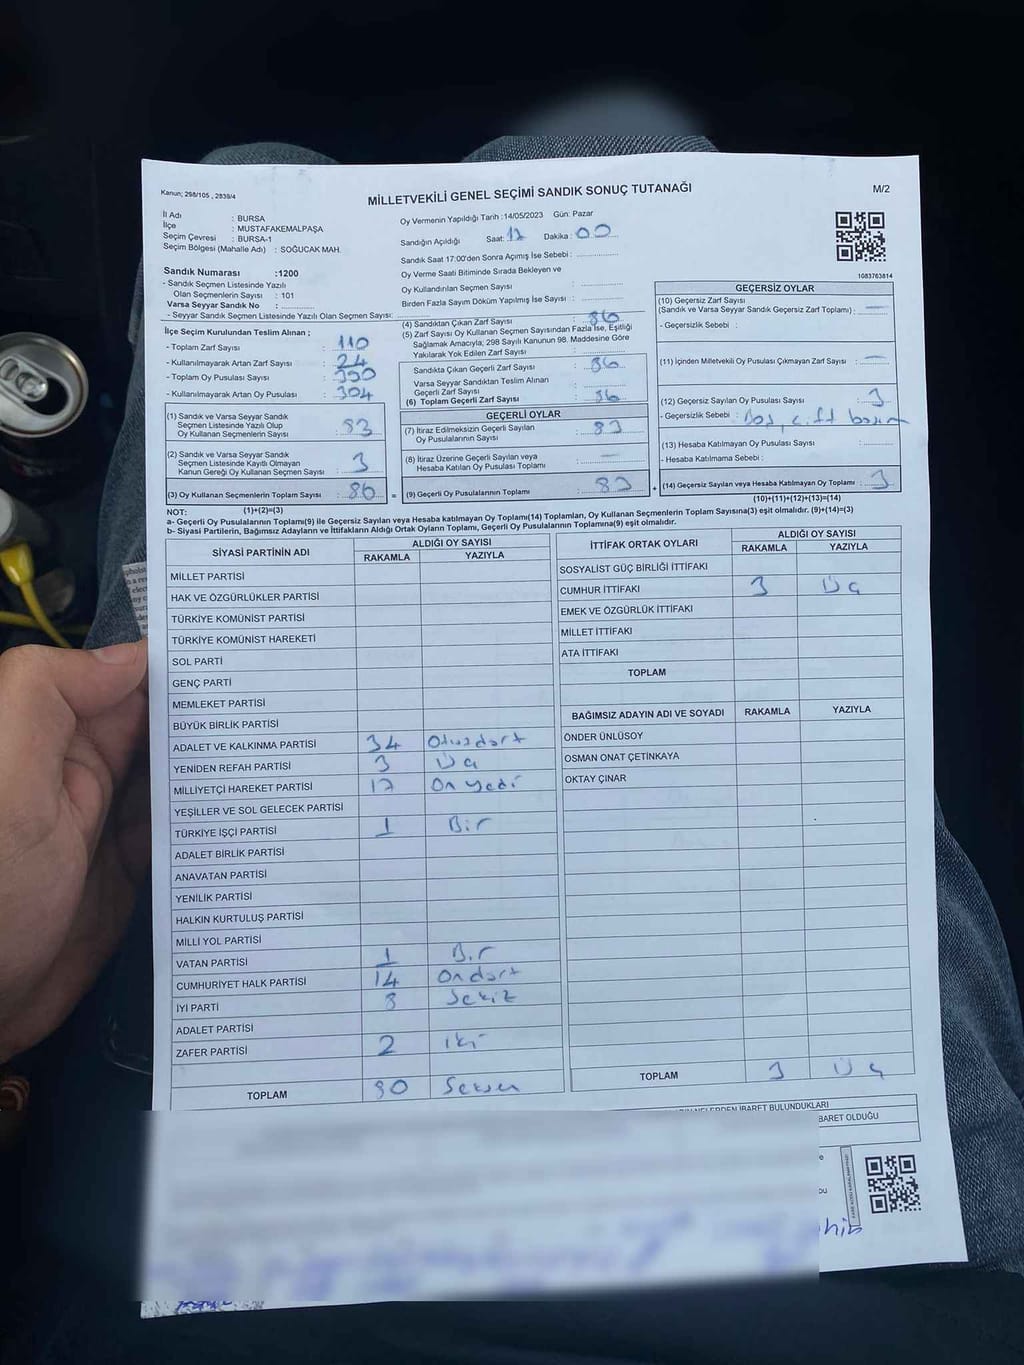 Kanun; 298/105 , 2839/4
MİLLETVEKİLİ GENEL SEÇİMİ SANDIK SONUÇ TUTANAĞI
M/2
İl Adı : BURSA
İlçe : MUSTAFAKEMALPAŞA
Seçim Çevresi : BURSA-1
Seçim Bölgesi (Mahalle Adı) : SOĞUCAK MAH.
Sandık Numarası :1200
- Sandık Seçmen Listesinde Yazılı
Olan Seçmenlerin Sayısı : 101
Varsa Seyyar Sandık No :
- Seyyar Sandık Seçmen Listesinde Yazılı Olan Seçmen Sayısı:
Oy Vermenin Yapıldığı Tarih :14/05/2023 Gün: Pazar
Sandığın Açıldığı Saat: 17 Dakika : 00
Sandık Saat 17:00'den Sonra Açımış İse Sebebi :
Oy Verme Saati Bitiminde Sırada Bekleyen ve
Oy Kullandırılan Seçmen Sayısı :
Birden Fazla Sayım Döküm Yapılmış İse Sayısı :
1083763814
İlçe Seçim Kurulundan Teslim Alınan ;
- Toplam Zarf Sayısı : 110
- Kullanılmayarak Artan Zarf Sayısı : 24
- Toplam Oy Pusulası Sayısı : 390
- Kullanılmayarak Artan Oy Pusulası : 304
(1) Sandık ve Varsa Seyyar Sandık
Seçmen Listesinde Yazılı Olup
Oy Kullanan Seçmenlerin Sayısı : 83
(2) Sandık ve Varsa Seyyar Sandık
Seçmen Listesinde Kayıtlı Olmayan
Kanun Gereği Oy Kullanan Seçmen Sayısı : 3
(3) Oy Kullanan Seçmenlerin Toplam Sayısı : 86 =
(4) Sandıktan Çıkan Zarf Sayısı : 86
(5) Zarf Sayısı Oy Kullanan Seçmen Sayısından Fazla İse, Eşitliği
Sağlamak Amacıyla; 298 Sayılı Kanunun 98. Maddesine Göre
Yakılarak Yok Edilen Zarf Sayısı :
Sandıkta Çıkan Geçerli Zarf Sayısı : 86
Varsa Seyyar Sandıktan Teslim Alınan
Geçerli Zarf Sayısı :
(6) Toplam Geçerli Zarf Sayısı : 86
GEÇERLİ OYLAR
(7) İtiraz Edilmeksizin Geçerli Sayılan
Oy Pusulalarının Sayısı : 83
(8) İtiraz Üzerine Geçerli Sayılan veya
Hesaba Katılan Oy Pusulası Toplamı : —
(9) Geçerli Oy Pusulalarının Toplamı : 83 +
GEÇERSİZ OYLAR
(10) Geçersiz Zarf Sayısı
(Sandık ve Varsa Seyyar Sandık Geçersiz Zarf Toplamı) : —
- Geçersizlik Sebebi :
(11) İçinden Milletvekili Oy Pusulası Çıkmayan Zarf Sayısı : —
(12) Geçersiz Sayılan Oy Pusulası Sayısı : 3
- Geçersizlik Sebebi : Boş, çift basım
(13) Hesaba Katılmayan Oy Pusulası Sayısı :
- Hesaba Katılmama Sebebi :
(14) Geçersiz Sayılan veya Hesaba Katılmayan Oy Toplamı : 3
NOT: (1)+(2)=(3)
(10)+(11)+(12)+(13)=(14)
a- Geçerli Oy Pusulaları Toplamı(9) ile Geçersiz Sayılan veya Hesaba katılmayan Oy Toplamı(14) Toplamları, Oy Kullanan Seçmenlerin Toplam Sayısına(3) eşit olmalıdır. (9)+(14)=(3)
b- Siyasi Partilerin, Bağımsız Adayların ve İttifakların Aldığı Ortak Oyların Toplamı, Geçerli Oy Pusulalarının Toplamına(9) eşit olmalıdır.
SİYASİ PARTİNİN ADI
ALDIĞI OY SAYISI
RAKAMLA YAZIYLA
MİLLET PARTİSİ
HAK VE ÖZGÜRLÜKLER PARTİSİ
TÜRKİYE KOMÜNİST PARTİSİ
TÜRKİYE KOMÜNİST HAREKETİ
SOL PARTİ
GENÇ PARTİ
MEMLEKET PARTİSİ
BÜYÜK BİRLİK PARTİSİ
ADALET VE KALKINMA PARTİSİ 34 Otuzdört
YENİDEN REFAH PARTİSİ 3 Üç
MİLLİYETÇİ HAREKET PARTİSİ 17 On yedi
YEŞİLLER VE SOL GELECEK PARTİSİ
TÜRKİYE İŞÇİ PARTİSİ 1 Bir
ADALET BİRLİK PARTİSİ
ANAVATAN PARTİSİ
YENİLİK PARTİSİ
HALKIN KURTULUŞ PARTİSİ
MİLLİ YOL PARTİSİ
VATAN PARTİSİ 1 Bir
CUMHURİYET HALK PARTİSİ 14 Ondört
İYİ PARTİ 8 Sekiz
ADALET PARTİSİ
ZAFER PARTİSİ 2 İki
TOPLAM 80 Seksen
İTTİFAK ORTAK OYLARI
ALDIĞI OY SAYISI
RAKAMLA YAZIYLA
SOSYALİST GÜÇ BİRLİĞİ İTTİFAKI
CUMHUR İTTİFAKI 3 Üç
EMEK VE ÖZGÜRLÜK İTTİFAKI
MİLLET İTTİFAKI
ATA İTTİFAKI
TOPLAM
BAĞIMSIZ ADAYIN ADI VE SOYADI RAKAMLA YAZIYLA
ÖNDER ÜNLÜSOY
OSMAN ONAT ÇETİNKAYA
OKTAY ÇINAR
TOPLAM 3 Üç
NELERDEN İBARET BULUNDUKLARI
BARET OLDUĞU